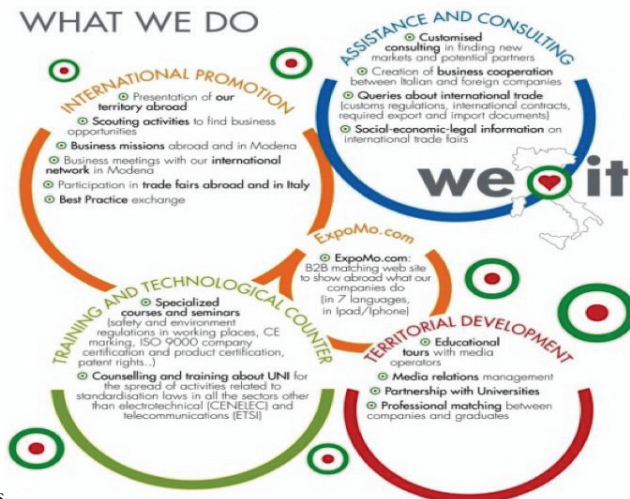 WHAT WE DO
INTERNATIONAL PROMOTION
Presentation of our
territory abroad
Scouting activities to find business
opportunities
Business missions abroad and in Modena
Business meetings with our international
network in Modena
Participation in trade fairs abroad and in Italy
Best Practice exchange
ASSISTANCE AND CONSULTING
Customised
consulting in finding new
markets and potential partners
Creation of business cooperation
between Italian and foreign companies
Queries about international trade
(customs regulations, international contracts,
required export and import documents)
Social-economic-legal information on
international trade fairs
we it
ExpoMo.com
ExpoMo.com:
B2B matching web site
to show abroad what our
companies do
(in 7 languages,
in Ipad/Iphone)
TRAINING AND TECHNOLOGICAL COUNTER
Specialized
courses and seminars
(safety and environment
regulations in working places, CE
marking, ISO 9000 company
certification and product certification,
patent rights..)
Counselling and training about UNI for
the spread of activities related to
standardisation laws in all the sectors other
than electrotechnical (CENELEC) and
telecommunications (ETSI)
TERRITORIAL DEVELOPMENT
Educational
tours with media
operators
Media relations management
Partnership with Universities
Professional matching between
companies and graduates